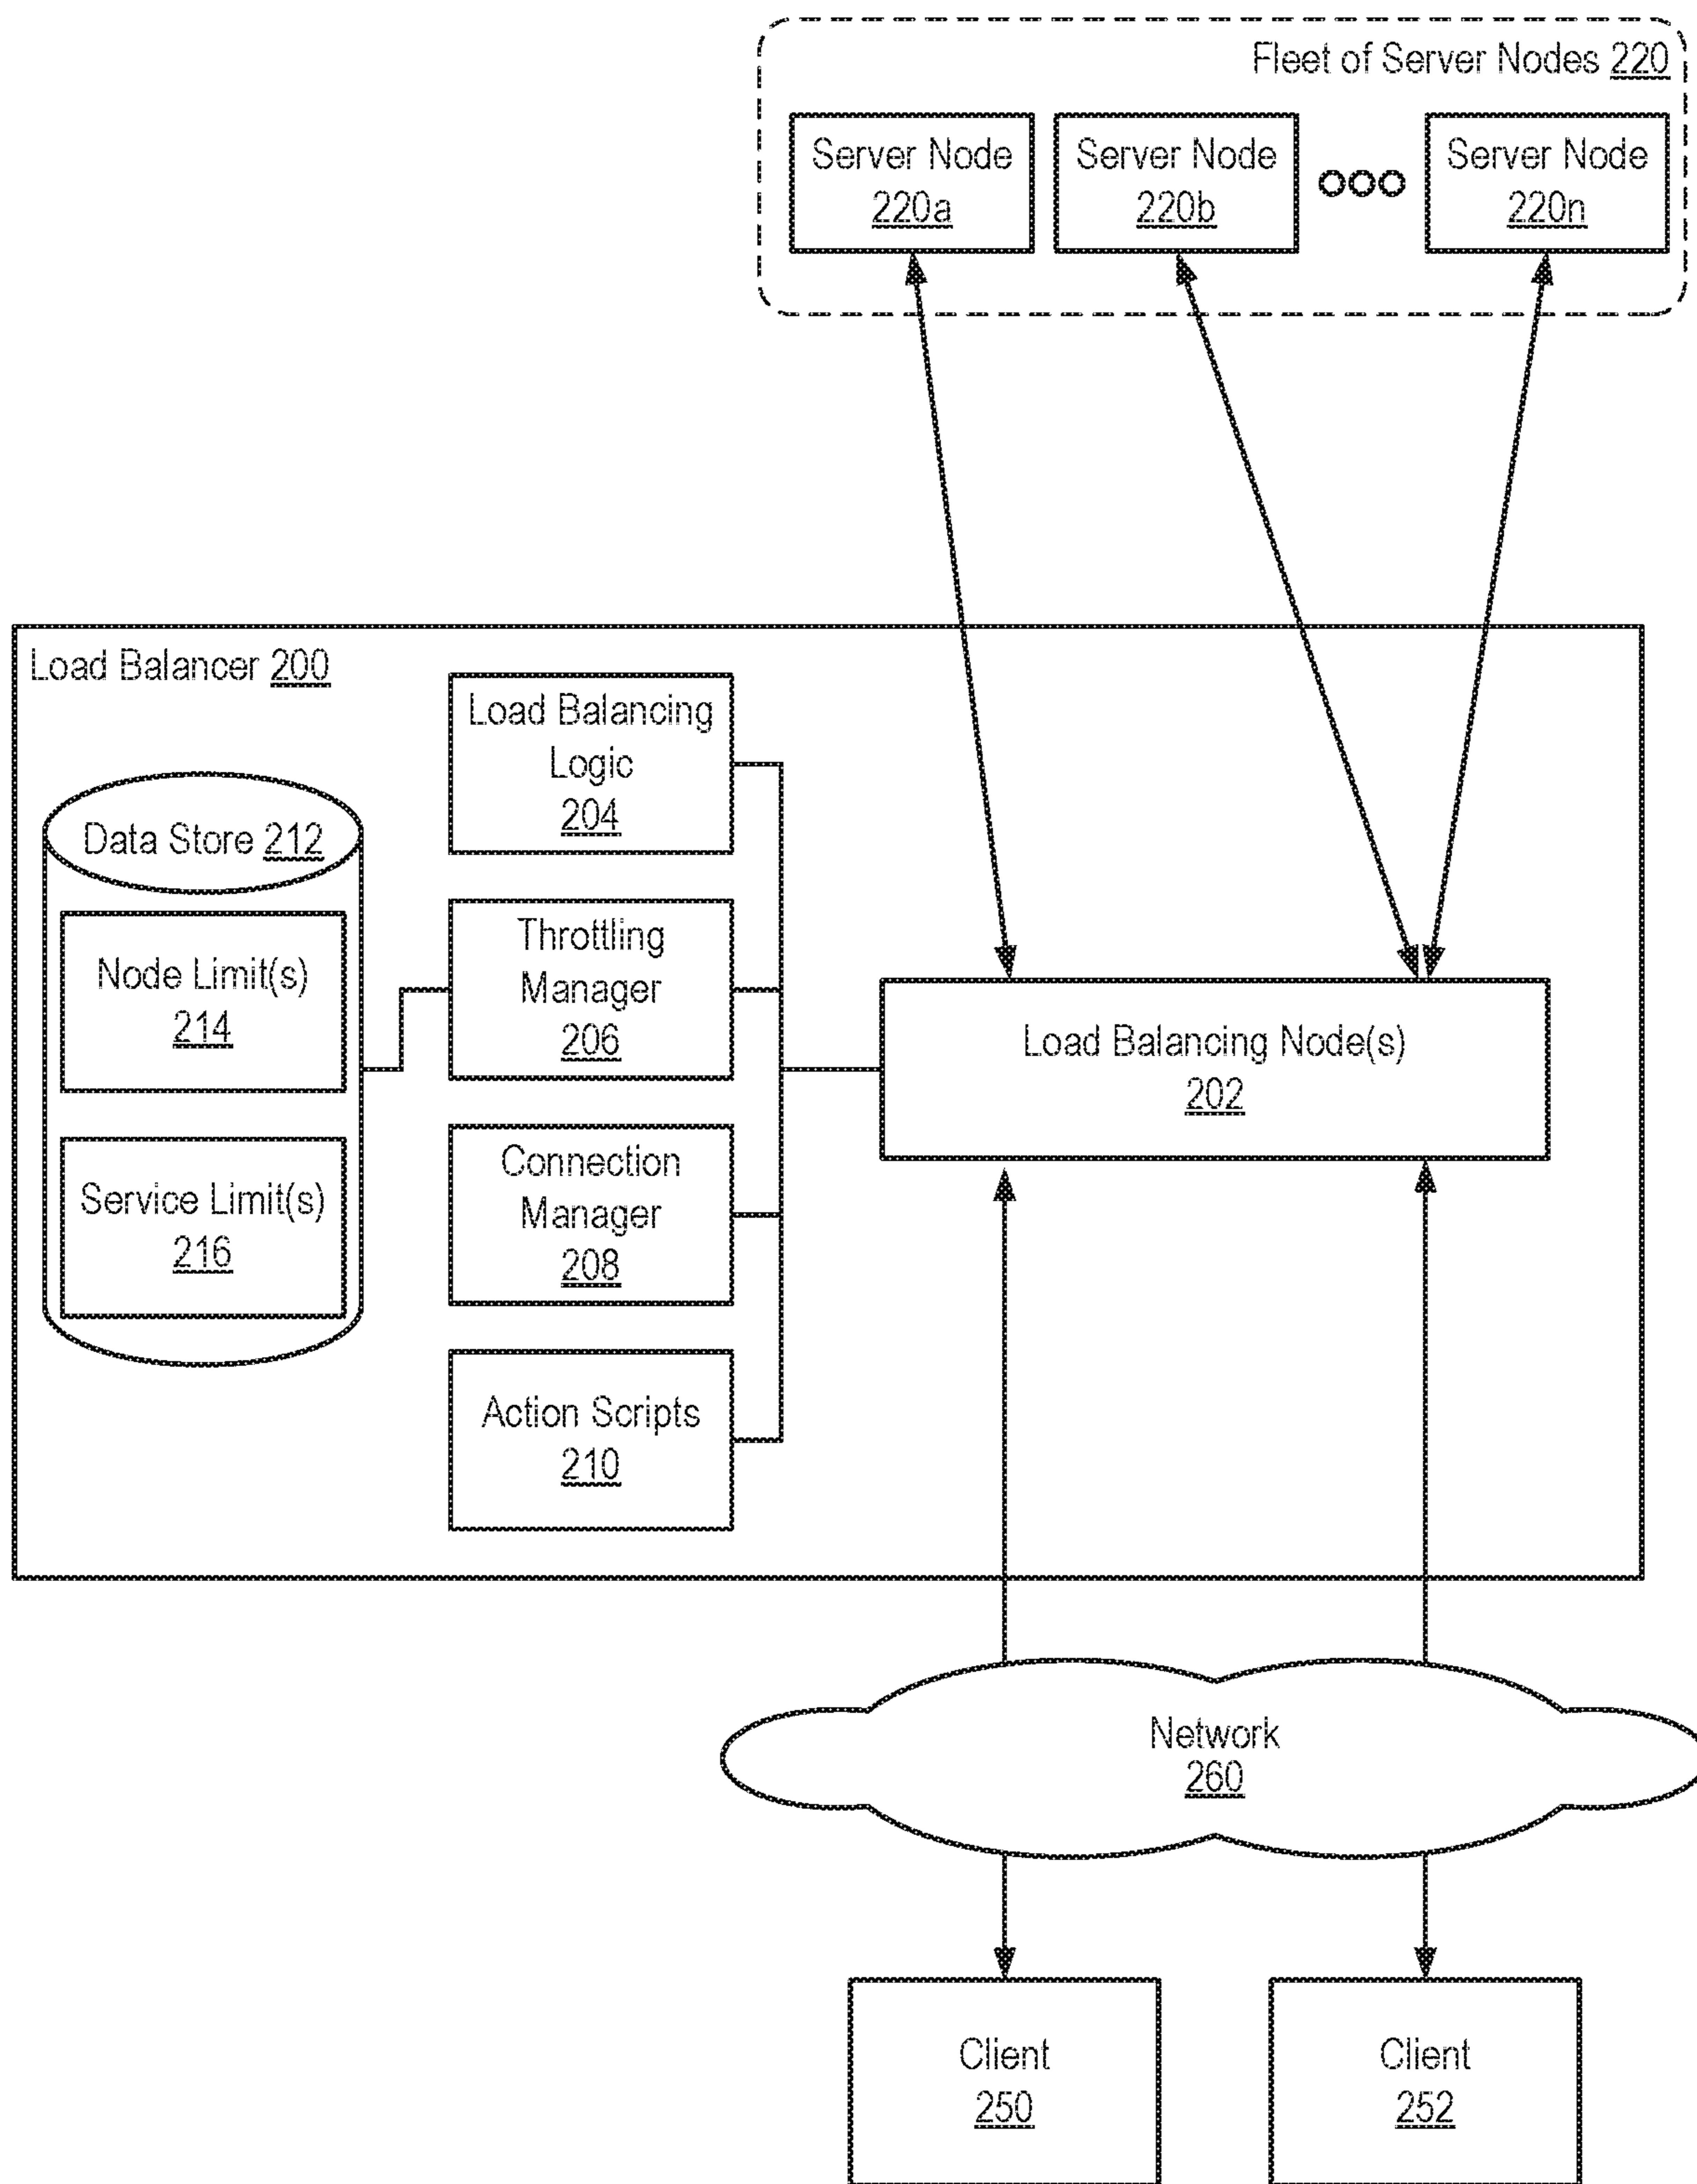 Fleet of Server Nodes 220
Server Node
220a
Server Node
220b
Server Node
220n
Load Balancer 200
Load Balancing
Logic
204
Data Store 212
Node Limit(s)
214
Service Limit(s)
216
Throttling
Manager
206
Connection
Manager
208
Action Scripts
210
Load Balancing Node(s)
202
Network
260
Client
250
Client
252